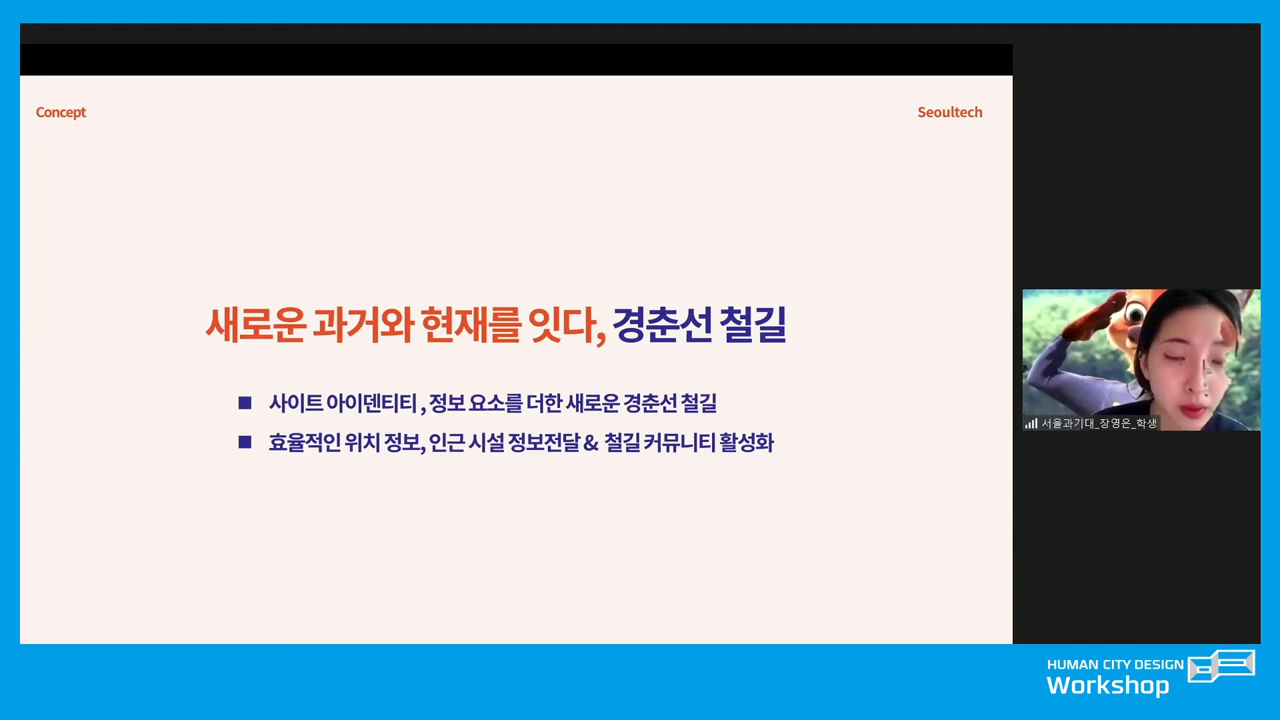 Concept
Seoultech
새로운 과거와 현재를 잇다, 경춘선 철길
■ 사이트 아이덴티티 , 정보 요소를 더한 새로운 경춘선 철길
■ 효율적인 위치 정보, 인근 시설 정보전달 & 철길 커뮤니티 활성화
서울과기대_장영은_학생
HUMAN CITY DESIGN
Workshop